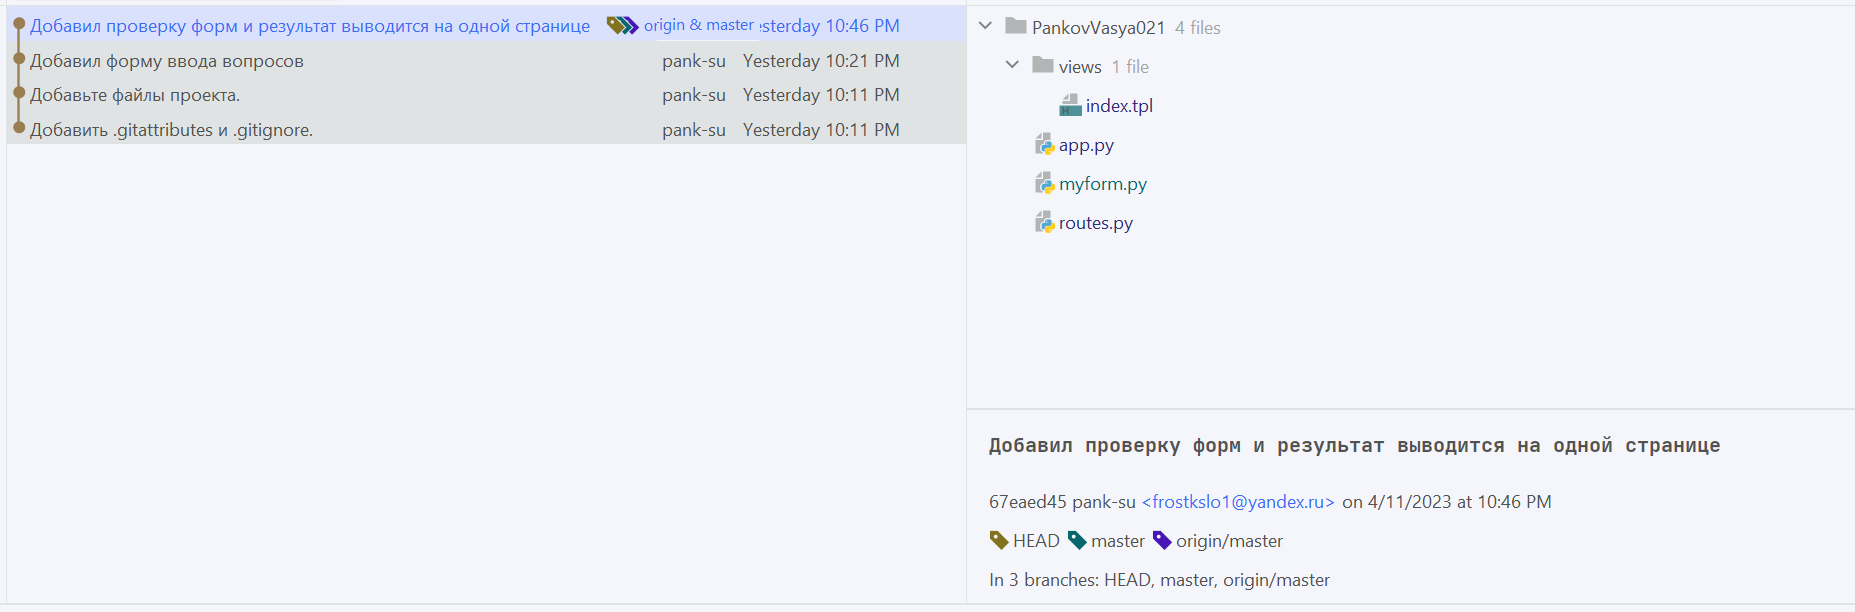 Добавил проверку форм и результат выводится на одной странице origin & master sterday 10:46 PM
Добавил форму ввода вопросов pank-su Yesterday 10:21 PM
Добавьте файлы проекта. pank-su Yesterday 10:11 PM
Добавить .gitattributes и .gitignore. pank-su Yesterday 10:11 PM
PankovVasya021 4 files
views 1 file
index.tpl
app.py
myform.py
routes.py
Добавил проверку форм и результат выводится на одной странице
67eaed45 pank-su <frostkslo1@yandex.ru> on 4/11/2023 at 10:46 PM
HEAD master origin/master
In 3 branches: HEAD, master, origin/master